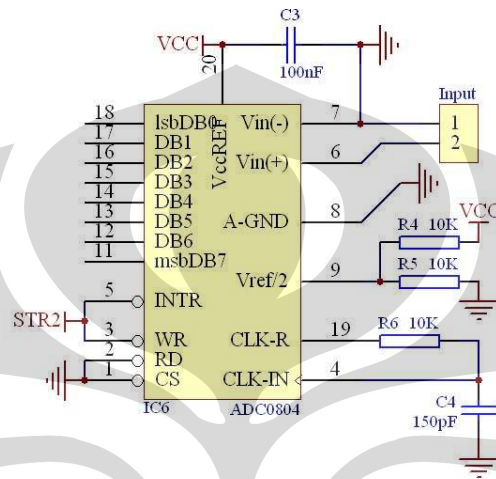 C3
VCC
100nF
20
VccREF
Input
1
2
18 lsbDB0
17 DB1
16 DB2
15 DB3
14 DB4
13 DB5
12 DB6
11 msbDB7
5 INTR
STR2
3 WR
2 RD
1 CS
Vin(-) 7
Vin(+) 6
A-GND 8
Vref/2 9
CLK-R 19
CLK-IN 4
VCC
R4 10K
R5 10K
R6 10K
C4
150pF
IC6
ADC0804